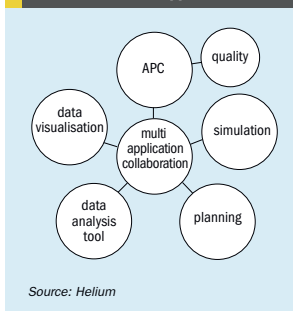 APC
quality
data
visualisation
multi
application
collaboration
simulation
data
analysis
tool
planning
Source: Helium